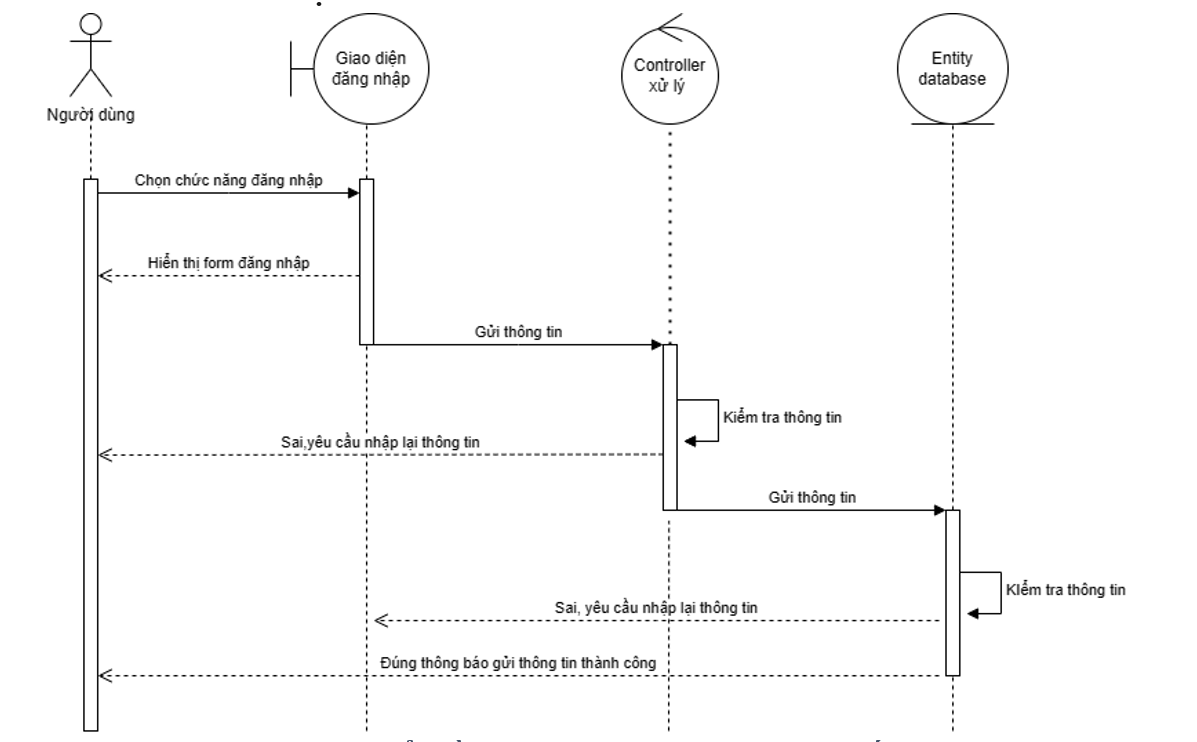 Giao diện
đăng nhập
Controller
xử lý
Entity
database
Người dùng
Chọn chức năng đăng nhập
Hiển thị form đăng nhập
Gửi thông tin
Kiểm tra thông tin
Sai,yêu cầu nhập lại thông tin
Gửi thông tin
KIểm tra thông tin
Sai, yêu cầu nhập lại thông tin
Đúng thông báo gửi thông tin thành công